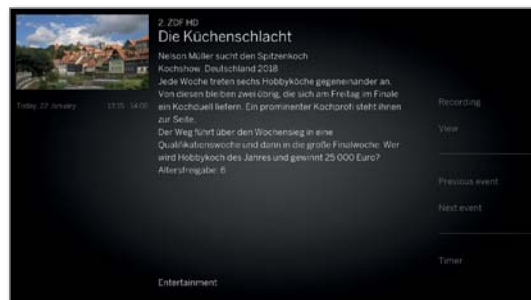 2. ZDF HD
Die Küchenschlacht
Nelson Müller sucht den Spitzenkoch
Kochshow. Deutschland 2018
Jede Woche treten sechs Hobbyköche gegeneinander an.
Von diesen bleiben zwei übrig, die sich am Freitag im Finale
ein Kochduell liefern. Ein prominenter Kochprofi steht ihnen
zur Seite.
Der Weg führt über den Wochensieg in eine
Qualifikationswoche und dann in die große Finalwoche. Wer
wird Hobbykoch des Jahres und gewinnt 25 000 Euro?
Altersfreigabe: 6
Entertainment
Today, 22 January 13:15 - 14:00
Recording
View
Previous event
Next event
Timer